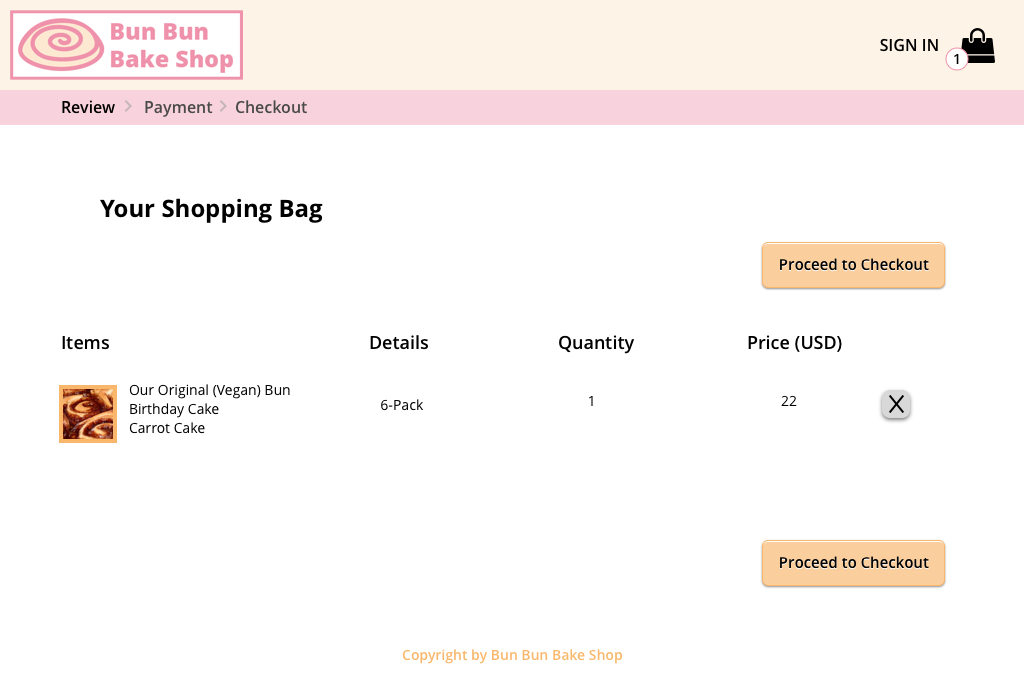 Bun Bun
Bake Shop
SIGN IN
1
Review Payment Checkout
Your Shopping Bag
Proceed to Checkout
Items Details Quantity Price (USD)
Our Original (Vegan) Bun
Birthday Cake
Carrot Cake
6-Pack
1
22
X
Proceed to Checkout
Copyright by Bun Bun Bake Shop